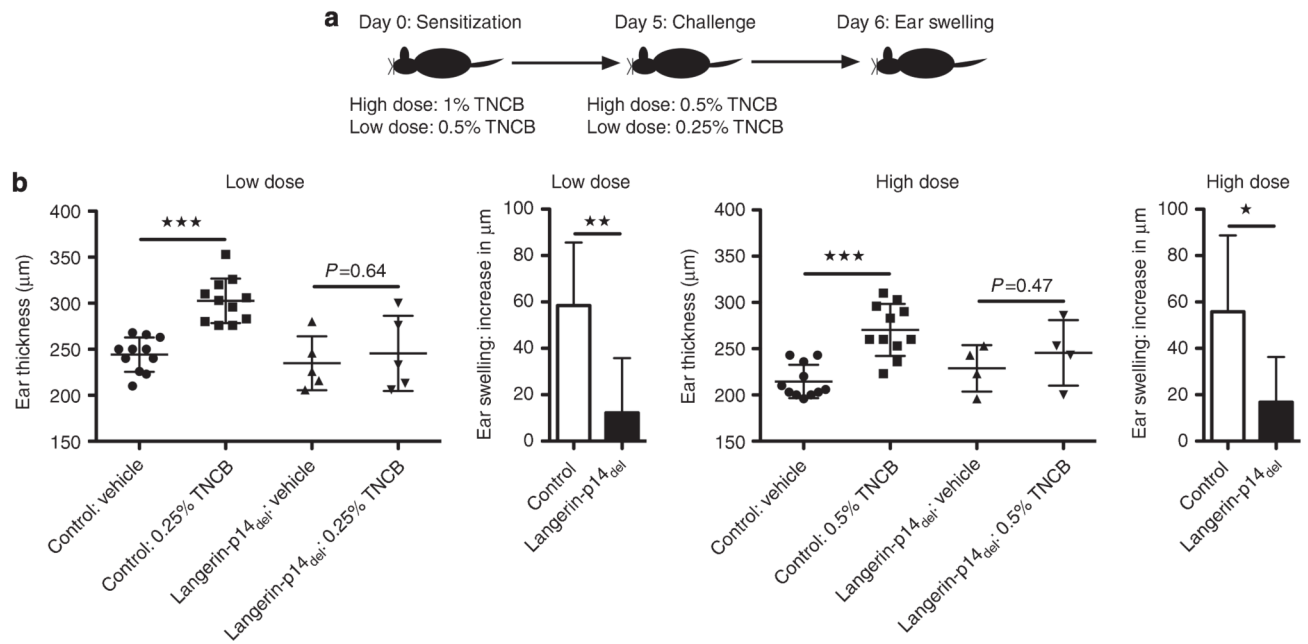 a
Day 0: Sensitization
Day 5: Challenge
Day 6: Ear swelling
High dose: 1% TNCB
Low dose: 0.5% TNCB
High dose: 0.5% TNCB
Low dose: 0.25% TNCB
b
Low dose
Ear thickness (μm)
400
350
300
250
200
150
★★★
P=0.64
Control: vehicle
Control: 0.25% TNCB
Langerin-p14del: vehicle
Langerin-p14del: 0.25% TNCB
Low dose
Ear swelling: increase in μm
100
80
60
40
20
0
★★
Control
Langerin-p14del
High dose
Ear thickness (μm)
400
350
300
250
200
150
★★★
P=0.47
Control: vehicle
Control: 0.5% TNCB
Langerin-p14del: vehicle
Langerin-p14del: 0.5% TNCB
High dose
Ear swelling: increase in μm
100
80
60
40
20
0
★
Control
Langerin-p14del